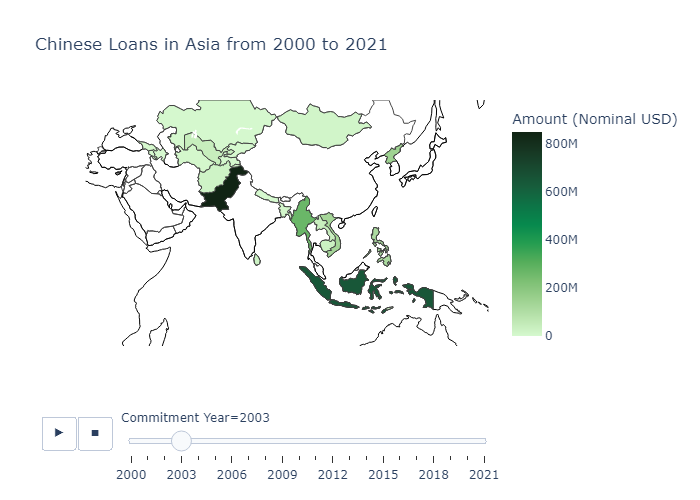 Chinese Loans in Asia from 2000 to 2021
Amount (Nominal USD)
800M
600M
400M
200M
0
Commitment Year=2003
2000 2003 2006 2009 2012 2015 2018 2021